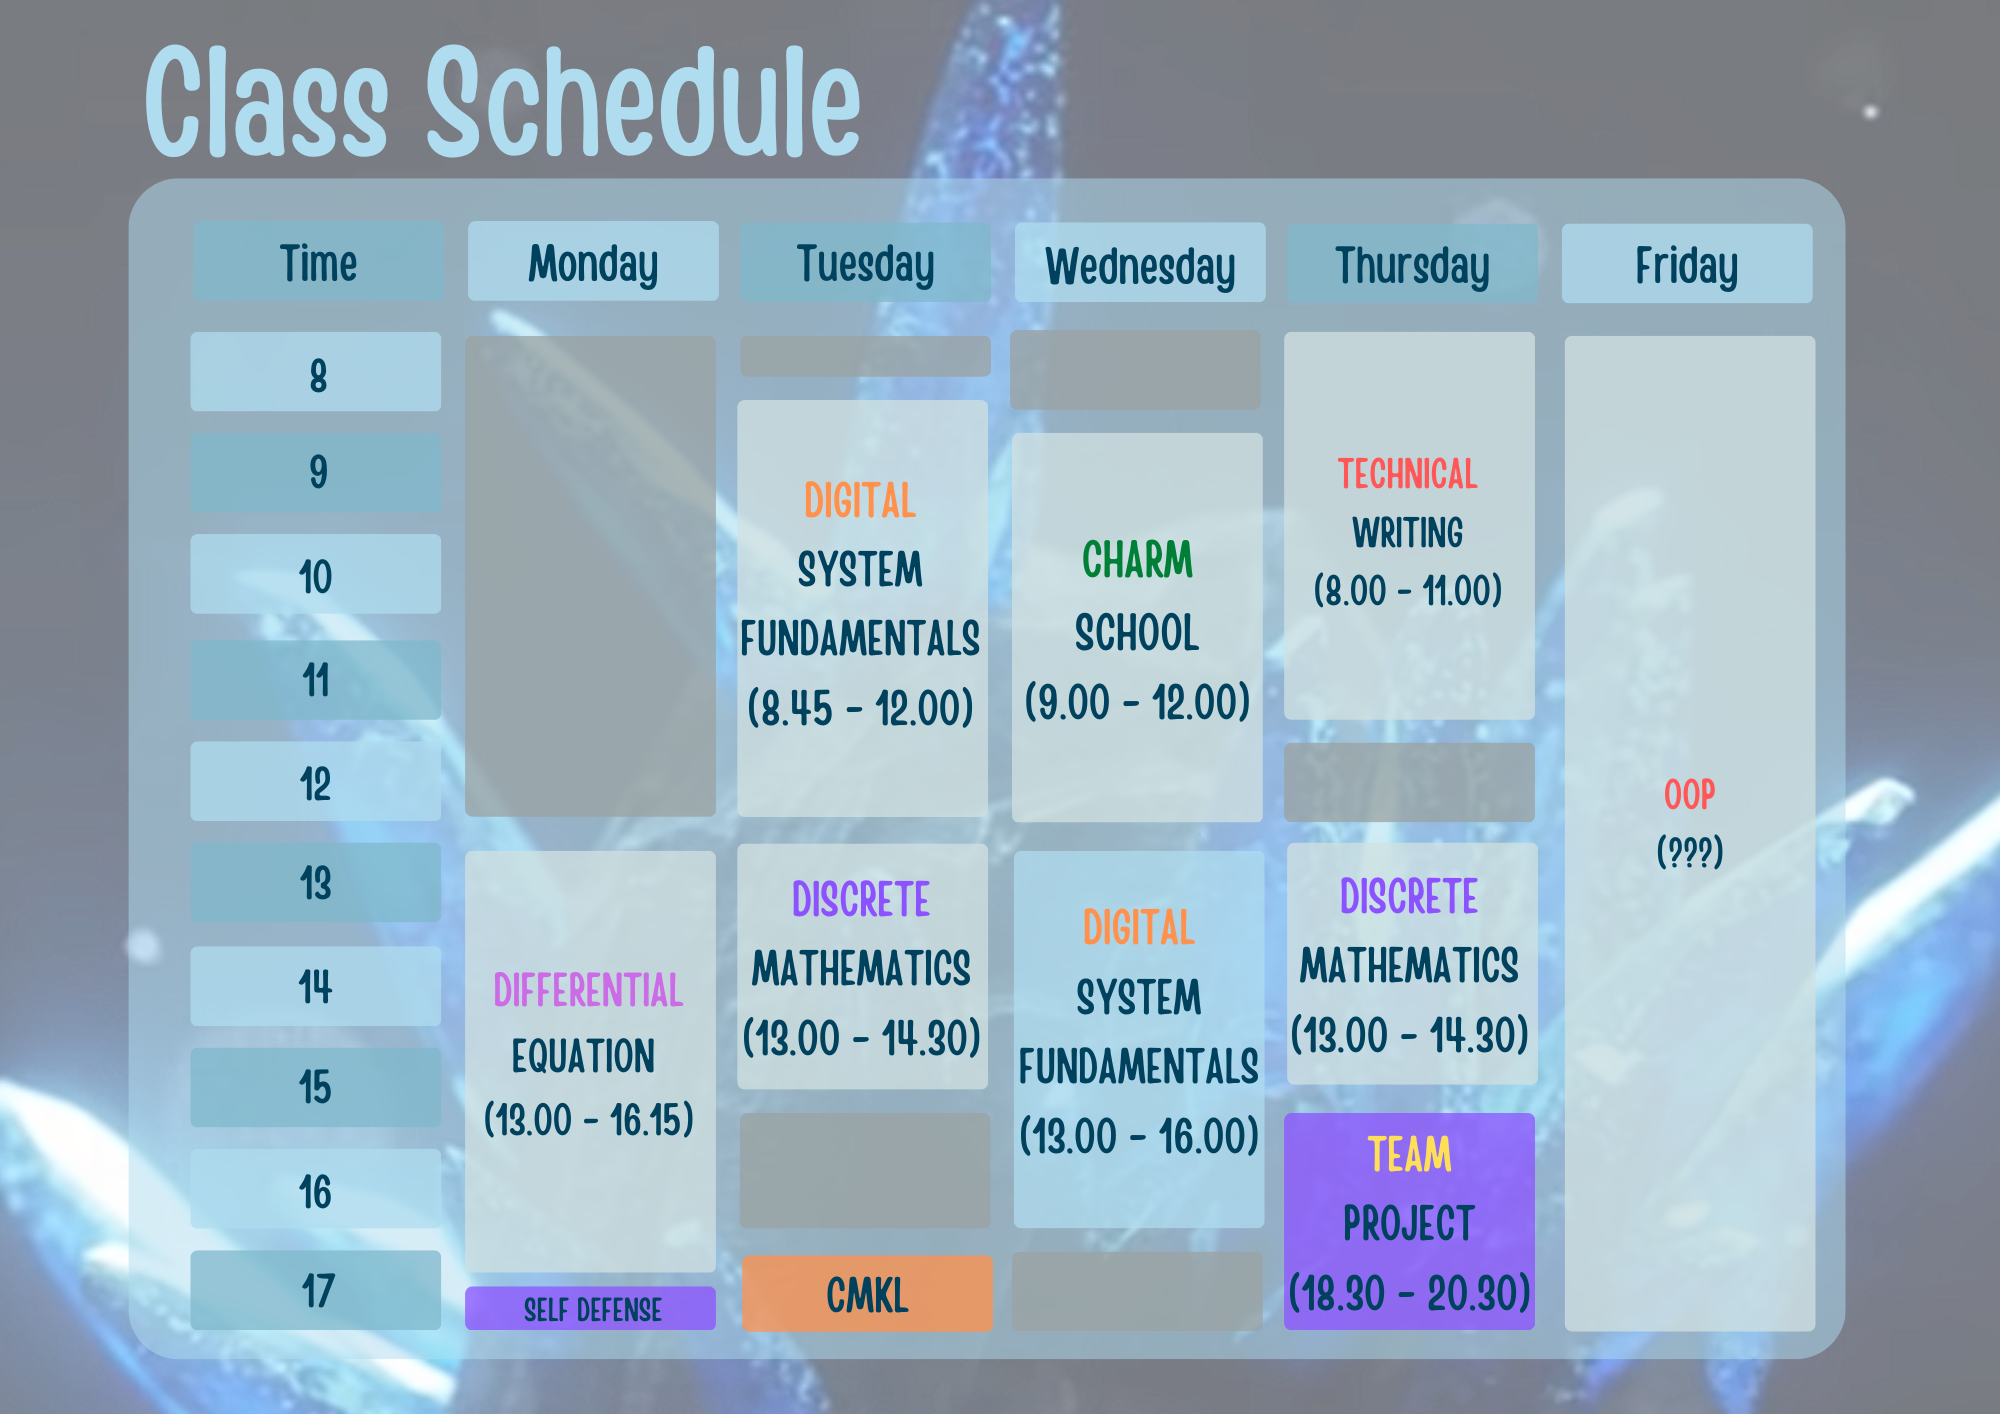 Class Schedule
Time
Monday
Tuesday
Wednesday
Thursday
Friday
8
9
10
11
12
13
14
15
16
17
DIFFERENTIAL
EQUATION
(13.00 - 16.15)
SELF DEFENSE
DIGITAL
SYSTEM
FUNDAMENTALS
(8.45 - 12.00)
DISCRETE
MATHEMATICS
(13.00 - 14.30)
CMKL
CHARM
SCHOOL
(9.00 - 12.00)
DIGITAL
SYSTEM
FUNDAMENTALS
(13.00 - 16.00)
TECHNICAL
WRITING
(8.00 - 11.00)
DISCRETE
MATHEMATICS
(13.00 - 14.30)
TEAM
PROJECT
(18.30 - 20.30)
OOP
(???)